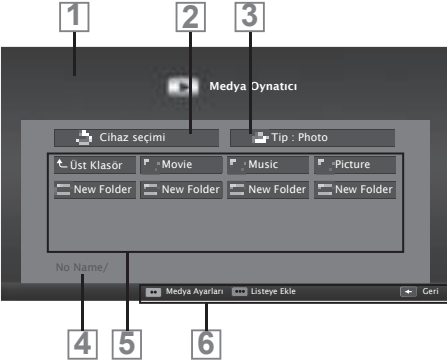 1 2 3
Medya Oynatıcı
Cihaz seçimi Tip : Photo
Üst Klasör Movie Music Picture
New Folder New Folder New Folder New Folder
No Name/
Medya Ayarları Listeye Ekle Geri
4 5 6